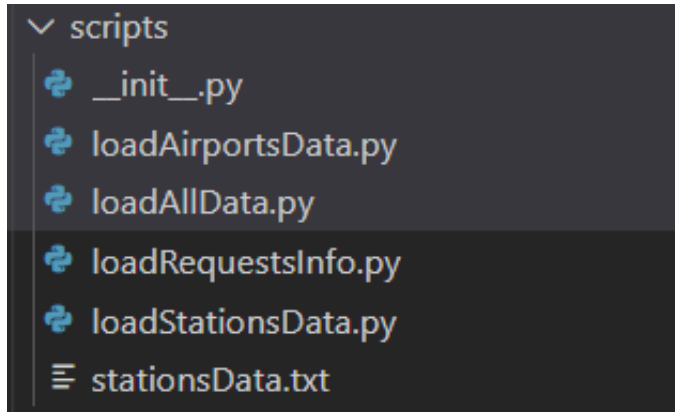 scripts
__init__.py
loadAirportsData.py
loadAllData.py
loadRequestsInfo.py
loadStationsData.py
stationsData.txt